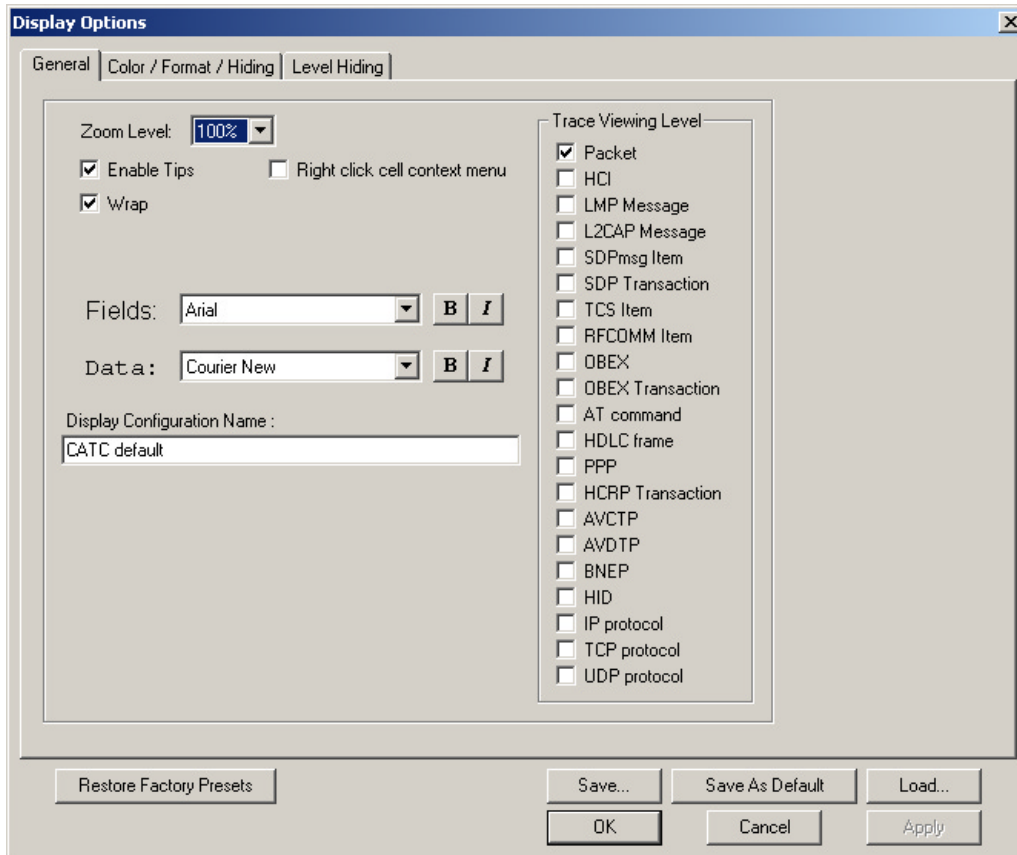 Display Options
General
Color / Format / Hiding
Level Hiding
Zoom Level: 100%
Enable Tips
Right click cell context menu
Wrap
Fields: Arial B I
Data: Courier New B I
Display Configuration Name :
CATC default
Trace Viewing Level
Packet
HCI
LMP Message
L2CAP Message
SDPmsg Item
SDP Transaction
TCS Item
RFCOMM Item
OBEX
OBEX Transaction
AT command
HDLC frame
PPP
HCRP Transaction
AVCTP
AVDTP
BNEP
HID
IP protocol
TCP protocol
UDP protocol
Restore Factory Presets
Save...
Save As Default
Load...
OK
Cancel
Apply